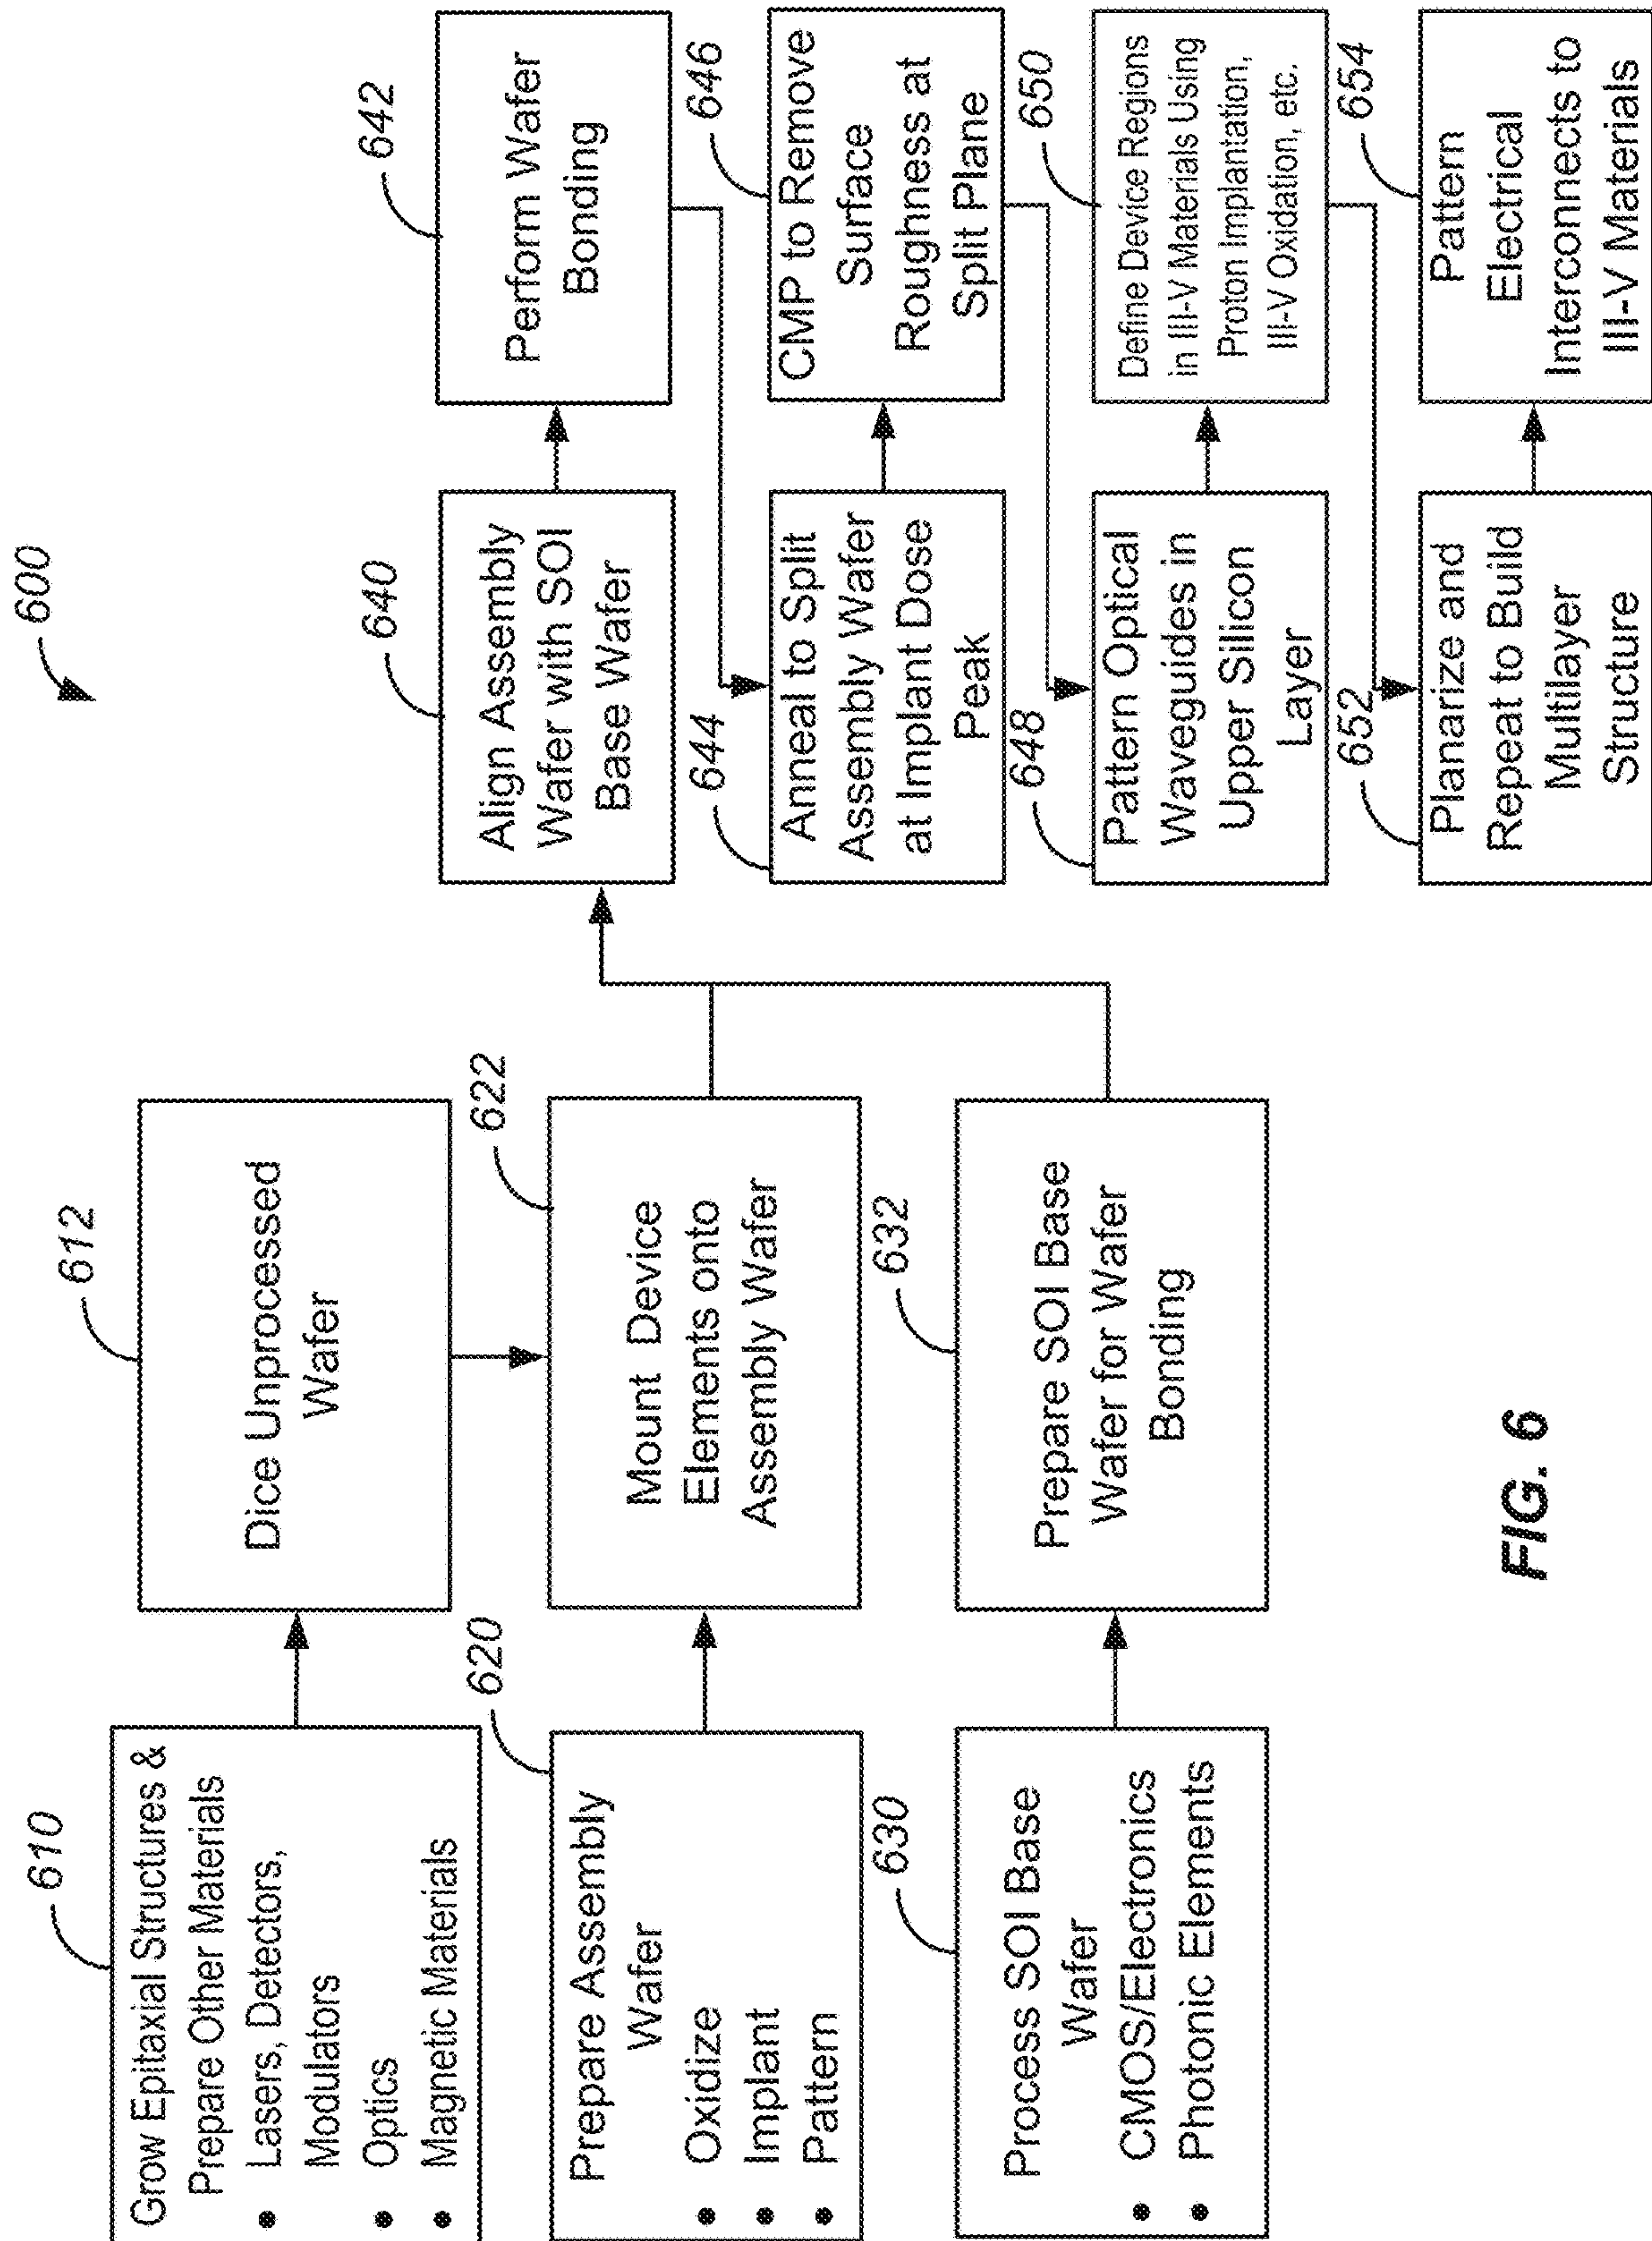 600
610
Grow Epitaxial Structures &
Prepare Other Materials
• Lasers, Detectors,
Modulators
• Optics
• Magnetic Materials
612
Dice Unprocessed
Wafer
620
Prepare Assembly
Wafer
• Oxidize
• Implant
• Pattern
622
Mount Device
Elements onto
Assembly Wafer
630
Process SOI Base
Wafer
• CMOS/Electronics
• Photonic Elements
632
Prepare SOI Base
Wafer for Wafer
Bonding
640
Align Assembly
Wafer with SOI
Base Wafer
642
Perform Wafer
Bonding
644
Anneal to Split
Assembly Wafer
at Implant Dose
Peak
646
CMP to Remove
Surface
Roughness at
Split Plane
648
Pattern Optical
Waveguides in
Upper Silicon
Layer
650
Define Device Regions
in III-V Materials Using
Proton Implantation,
III-V Oxidation, etc.
652
Planarize and
Repeat to Build
Multilayer
Structure
654
Pattern
Electrical
Interconnects to
III-V Materials
FIG. 6